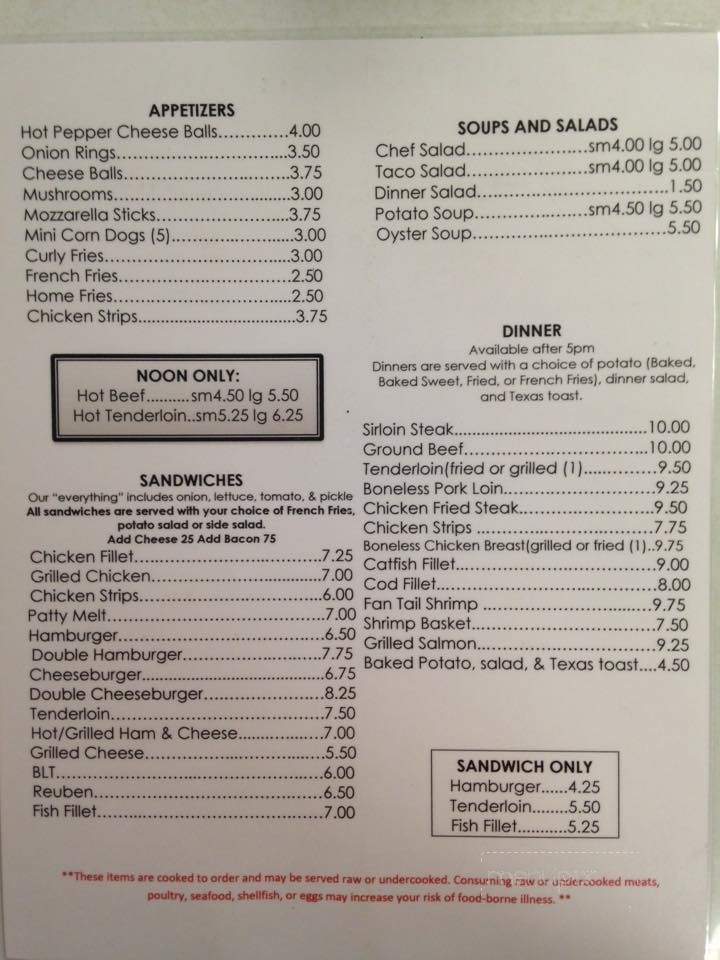 APPETIZERS
Hot Pepper Cheese Balls.............4.00
Onion Rings................................3.50
Cheese Balls..............................3.75
Mushrooms................................3.00
Mozzarella Sticks........................3.75
Mini Corn Dogs (5)......................3.00
Curly Fries..................................3.00
French Fries................................2.50
Home Fries.................................2.50
Chicken Strips.............................3.75
NOON ONLY:
Hot Beef..........sm4.50 lg 5.50
Hot Tenderloin..sm5.25 lg 6.25
SANDWICHES
Our "everything" includes onion, lettuce, tomato, & pickle
All sandwiches are served with your choice of French Fries,
potato salad or side salad.
Add Cheese 25 Add Bacon 75
Chicken Fillet..................................7.25
Grilled Chicken...............................7.00
Chicken Strips.................................6.00
Patty Melt.......................................7.00
Hamburger.....................................6.50
Double Hamburger.........................7.75
Cheeseburger.................................6.75
Double Cheeseburger......................8.25
Tenderloin.......................................7.50
Hot/Grilled Ham & Cheese...............7.00
Grilled Cheese................................5.50
BLT..................................................6.00
Reuben...........................................6.50
Fish Fillet..........................................7.00
SOUPS AND SALADS
Chef Salad......................sm4.00 lg 5.00
Taco Salad......................sm4.00 lg 5.00
Dinner Salad...................................1.50
Potato Soup....................sm4.50 lg 5.50
Oyster Soup....................................5.50
DINNER
Available after 5pm
Dinners are served with a choice of potato (Baked,
Baked Sweet, Fried, or French Fries), dinner salad,
and Texas toast.
Sirloin Steak....................................10.00
Ground Beef...................................10.00
Tenderloin(fried or grilled (1).............9.50
Boneless Pork Loin............................9.25
Chicken Fried Steak.........................9.50
Chicken Strips .................................7.75
Boneless Chicken Breast(grilled or fried (1)..9.75
Catfish Fillet.....................................9.00
Cod Fillet.........................................8.00
Fan Tail Shrimp ................................9.75
Shrimp Basket..................................7.50
Grilled Salmon.................................9.25
Baked Potato, salad, & Texas toast....4.50
SANDWICH ONLY
Hamburger......4.25
Tenderloin........5.50
Fish Fillet...........5.25
**These items are cooked to order and may be served raw or undercooked. Consuming raw or undercooked meats,
poultry, seafood, shellfish, or eggs may increase your risk of food-borne illness. **